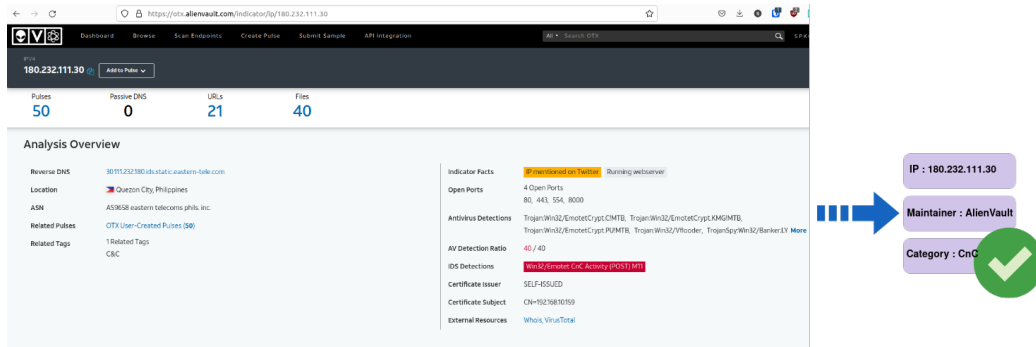 https://otx.alienvault.com/indicator/ip/180.232.111.30
Dashboard Browse Scan Endpoints Create Pulse Submit Sample API Integration All Search OTX
IPV4
180.232.111.30 Add to Pulse
Pulses Passive DNS URLs Files
50 0 21 40
Analysis Overview
Reverse DNS 30.111.232.180.ids.static.eastern-tele.com
Location Quezon City, Philippines
ASN AS9658 eastern telecoms phils. inc.
Related Pulses OTX User-Created Pulses (50)
Related Tags 1 Related Tags
C&C
Indicator Facts IP mentioned on Twitter Running webserver
Open Ports 4 Open Ports
80, 443, 554, 8000
Antivirus Detections Trojan:Win32/EmotetCrypt.C!MTB, Trojan:Win32/EmotetCrypt.KMG!MTB,
Trojan:Win32/EmotetCrypt.PU!MTB, Trojan:Win32/Vflooder, TrojanSpy:Win32/Banker.LY More
AV Detection Ratio 40 / 40
IDS Detections Win32/Emotet CnC Activity (POST) M11
Certificate Issuer SELF-ISSUED
Certificate Subject CN=192.168.10.159
External Resources Whois, VirusTotal
IP : 180.232.111.30
Maintainer : AlienVault
Category : CnC